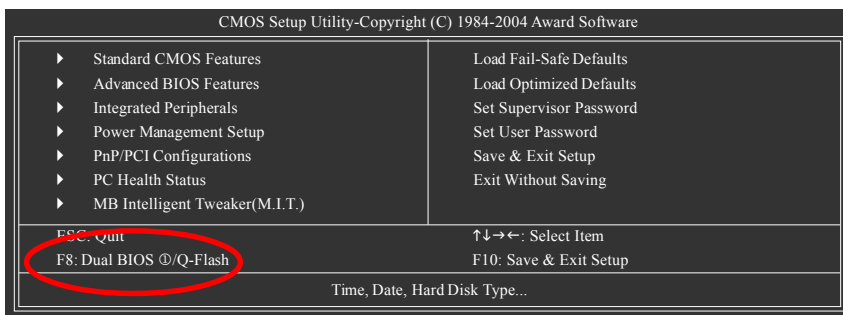 CMOS Setup Utility-Copyright (C) 1984-2004 Award Software
Standard CMOS Features
Advanced BIOS Features
Integrated Peripherals
Power Management Setup
PnP/PCI Configurations
PC Health Status
MB Intelligent Tweaker(M.I.T.)
Load Fail-Safe Defaults
Load Optimized Defaults
Set Supervisor Password
Set User Password
Save & Exit Setup
Exit Without Saving
ESC: Quit
↑↓→←: Select Item
F8: Dual BIOS ①/Q-Flash
F10: Save & Exit Setup
Time, Date, Hard Disk Type...